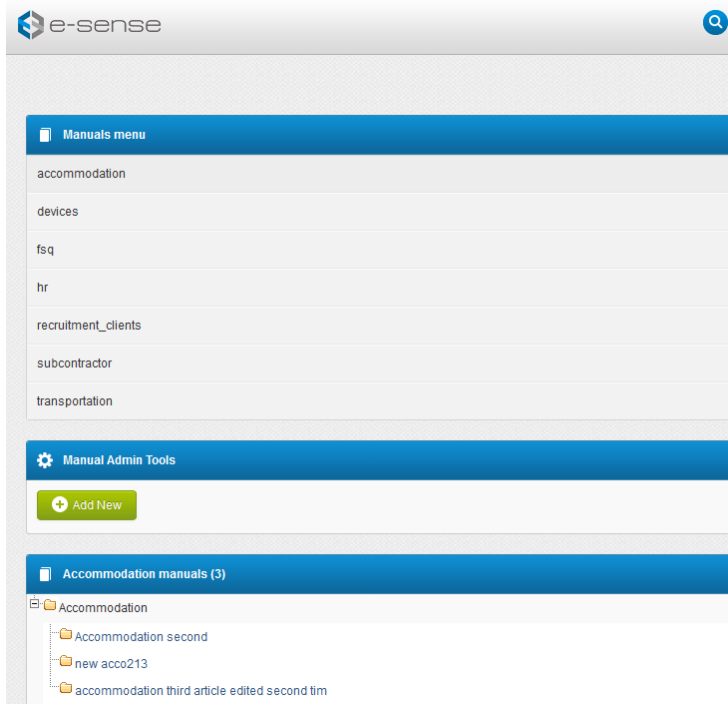 e-sense
Manuals menu
accommodation
devices
fsq
hr
recruitment_clients
subcontractor
transportation
Manual Admin Tools
Add New
Accommodation manuals (3)
Accommodation
Accommodation second
new acco213
accommodation third article edited second tim